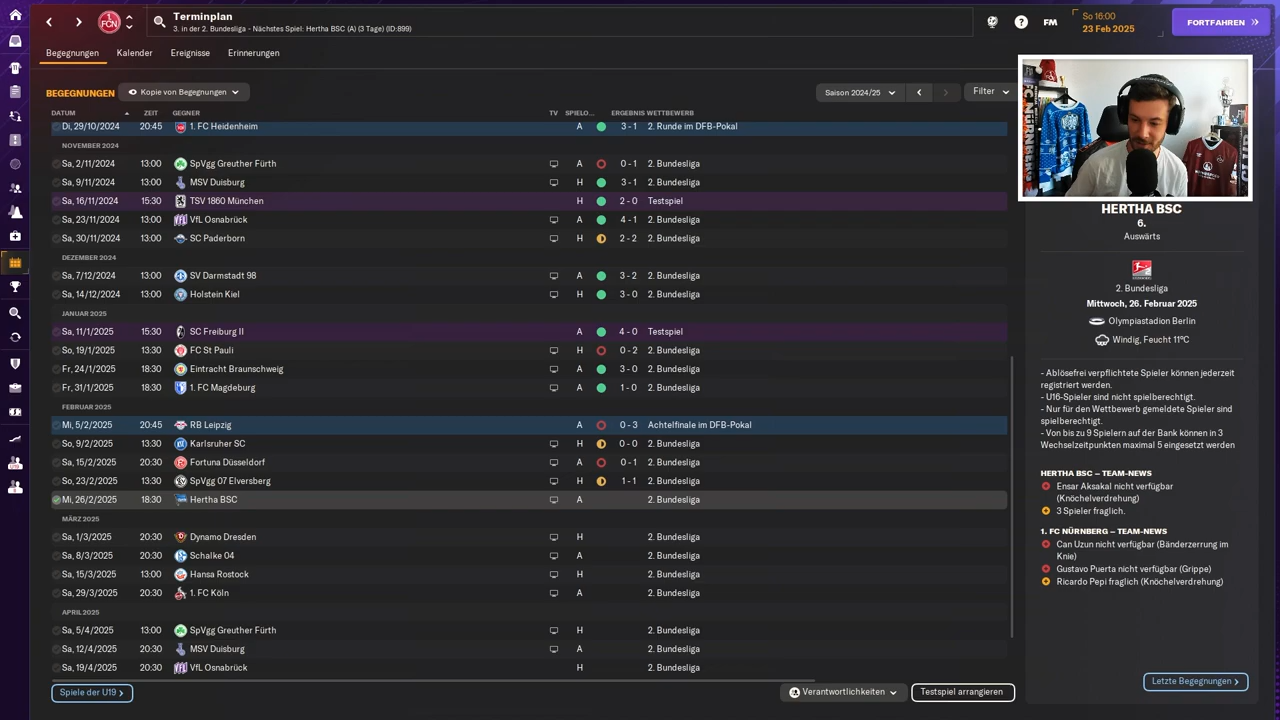 Terminplan
3. in der 2. Bundesliga - Nächstes Spiel: Hertha BSC (A) (3 Tage) (ID:899)
FM
So 16:00
23 Feb 2025
FORTFAHREN
Begegnungen Kalender Ereignisse Erinnerungen
BEGEGNUNGEN Kopie von Begegnungen Saison 2024/25 Filter
DATUM ZEIT GEGNER TV SPIELO... ERGEBNIS WETTBEWERB
Di, 29/10/2024 20:45 1. FC Heidenheim A 3 - 1 2. Runde im DFB-Pokal
NOVEMBER 2024
Sa, 2/11/2024 13:00 SpVgg Greuther Fürth A 0 - 1 2. Bundesliga
Sa, 9/11/2024 13:00 MSV Duisburg H 3 - 1 2. Bundesliga
Sa, 16/11/2024 15:30 TSV 1860 München H 2 - 0 Testspiel
Sa, 23/11/2024 13:00 VfL Osnabrück A 4 - 1 2. Bundesliga
Sa, 30/11/2024 13:00 SC Paderborn H 2 - 2 2. Bundesliga
DEZEMBER 2024
Sa, 7/12/2024 13:00 SV Darmstadt 98 A 3 - 2 2. Bundesliga
Sa, 14/12/2024 13:00 Holstein Kiel H 3 - 0 2. Bundesliga
JANUAR 2025
Sa, 11/1/2025 15:30 SC Freiburg II A 4 - 0 Testspiel
So, 19/1/2025 13:30 FC St Pauli H 0 - 2 2. Bundesliga
Fr, 24/1/2025 18:30 Eintracht Braunschweig A 3 - 0 2. Bundesliga
Fr, 31/1/2025 18:30 1. FC Magdeburg A 1 - 0 2. Bundesliga
FEBRUAR 2025
Mi, 5/2/2025 20:45 RB Leipzig A 0 - 3 Achtelfinale im DFB-Pokal
So, 9/2/2025 13:30 Karlsruher SC H 0 - 0 2. Bundesliga
Sa, 15/2/2025 20:30 Fortuna Düsseldorf A 0 - 1 2. Bundesliga
So, 23/2/2025 13:30 SpVgg 07 Elversberg H 1 - 1 2. Bundesliga
Mi, 26/2/2025 18:30 Hertha BSC A 2. Bundesliga
MÄRZ 2025
Sa, 1/3/2025 20:30 Dynamo Dresden H 2. Bundesliga
Sa, 8/3/2025 20:30 Schalke 04 A 2. Bundesliga
Sa, 15/3/2025 13:00 Hansa Rostock H 2. Bundesliga
Sa, 29/3/2025 20:30 1. FC Köln A 2. Bundesliga
APRIL 2025
Sa, 5/4/2025 13:00 SpVgg Greuther Fürth H 2. Bundesliga
Sa, 12/4/2025 20:30 MSV Duisburg A 2. Bundesliga
Sa, 19/4/2025 20:30 VfL Osnabrück H 2. Bundesliga
Spiele der U19 Verantwortlichkeiten Testspiel arrangieren
HERTHA BSC
6.
Auswärts
2. Bundesliga
Mittwoch, 26. Februar 2025
Olympiastadion Berlin
Windig, Feucht 11°C
- Ablösefrei verpflichtete Spieler können jederzeit
registriert werden.
- U16-Spieler sind nicht spielberechtigt.
- Nur für den Wettbewerb gemeldete Spieler sind
spielberechtigt.
- Von bis zu 9 Spielern auf der Bank können in 3
Wechselzeitpunkten maximal 5 eingesetzt werden
HERTHA BSC – TEAM-NEWS
Ensar Aksakal nicht verfügbar
(Knöchelverdrehung)
3 Spieler fraglich.
1. FC NÜRNBERG – TEAM-NEWS
Can Uzun nicht verfügbar (Bänderzerrung im
Knie)
Gustavo Puerta nicht verfügbar (Grippe)
Ricardo Pepi fraglich (Knöchelverdrehung)
Letzte Begegnungen